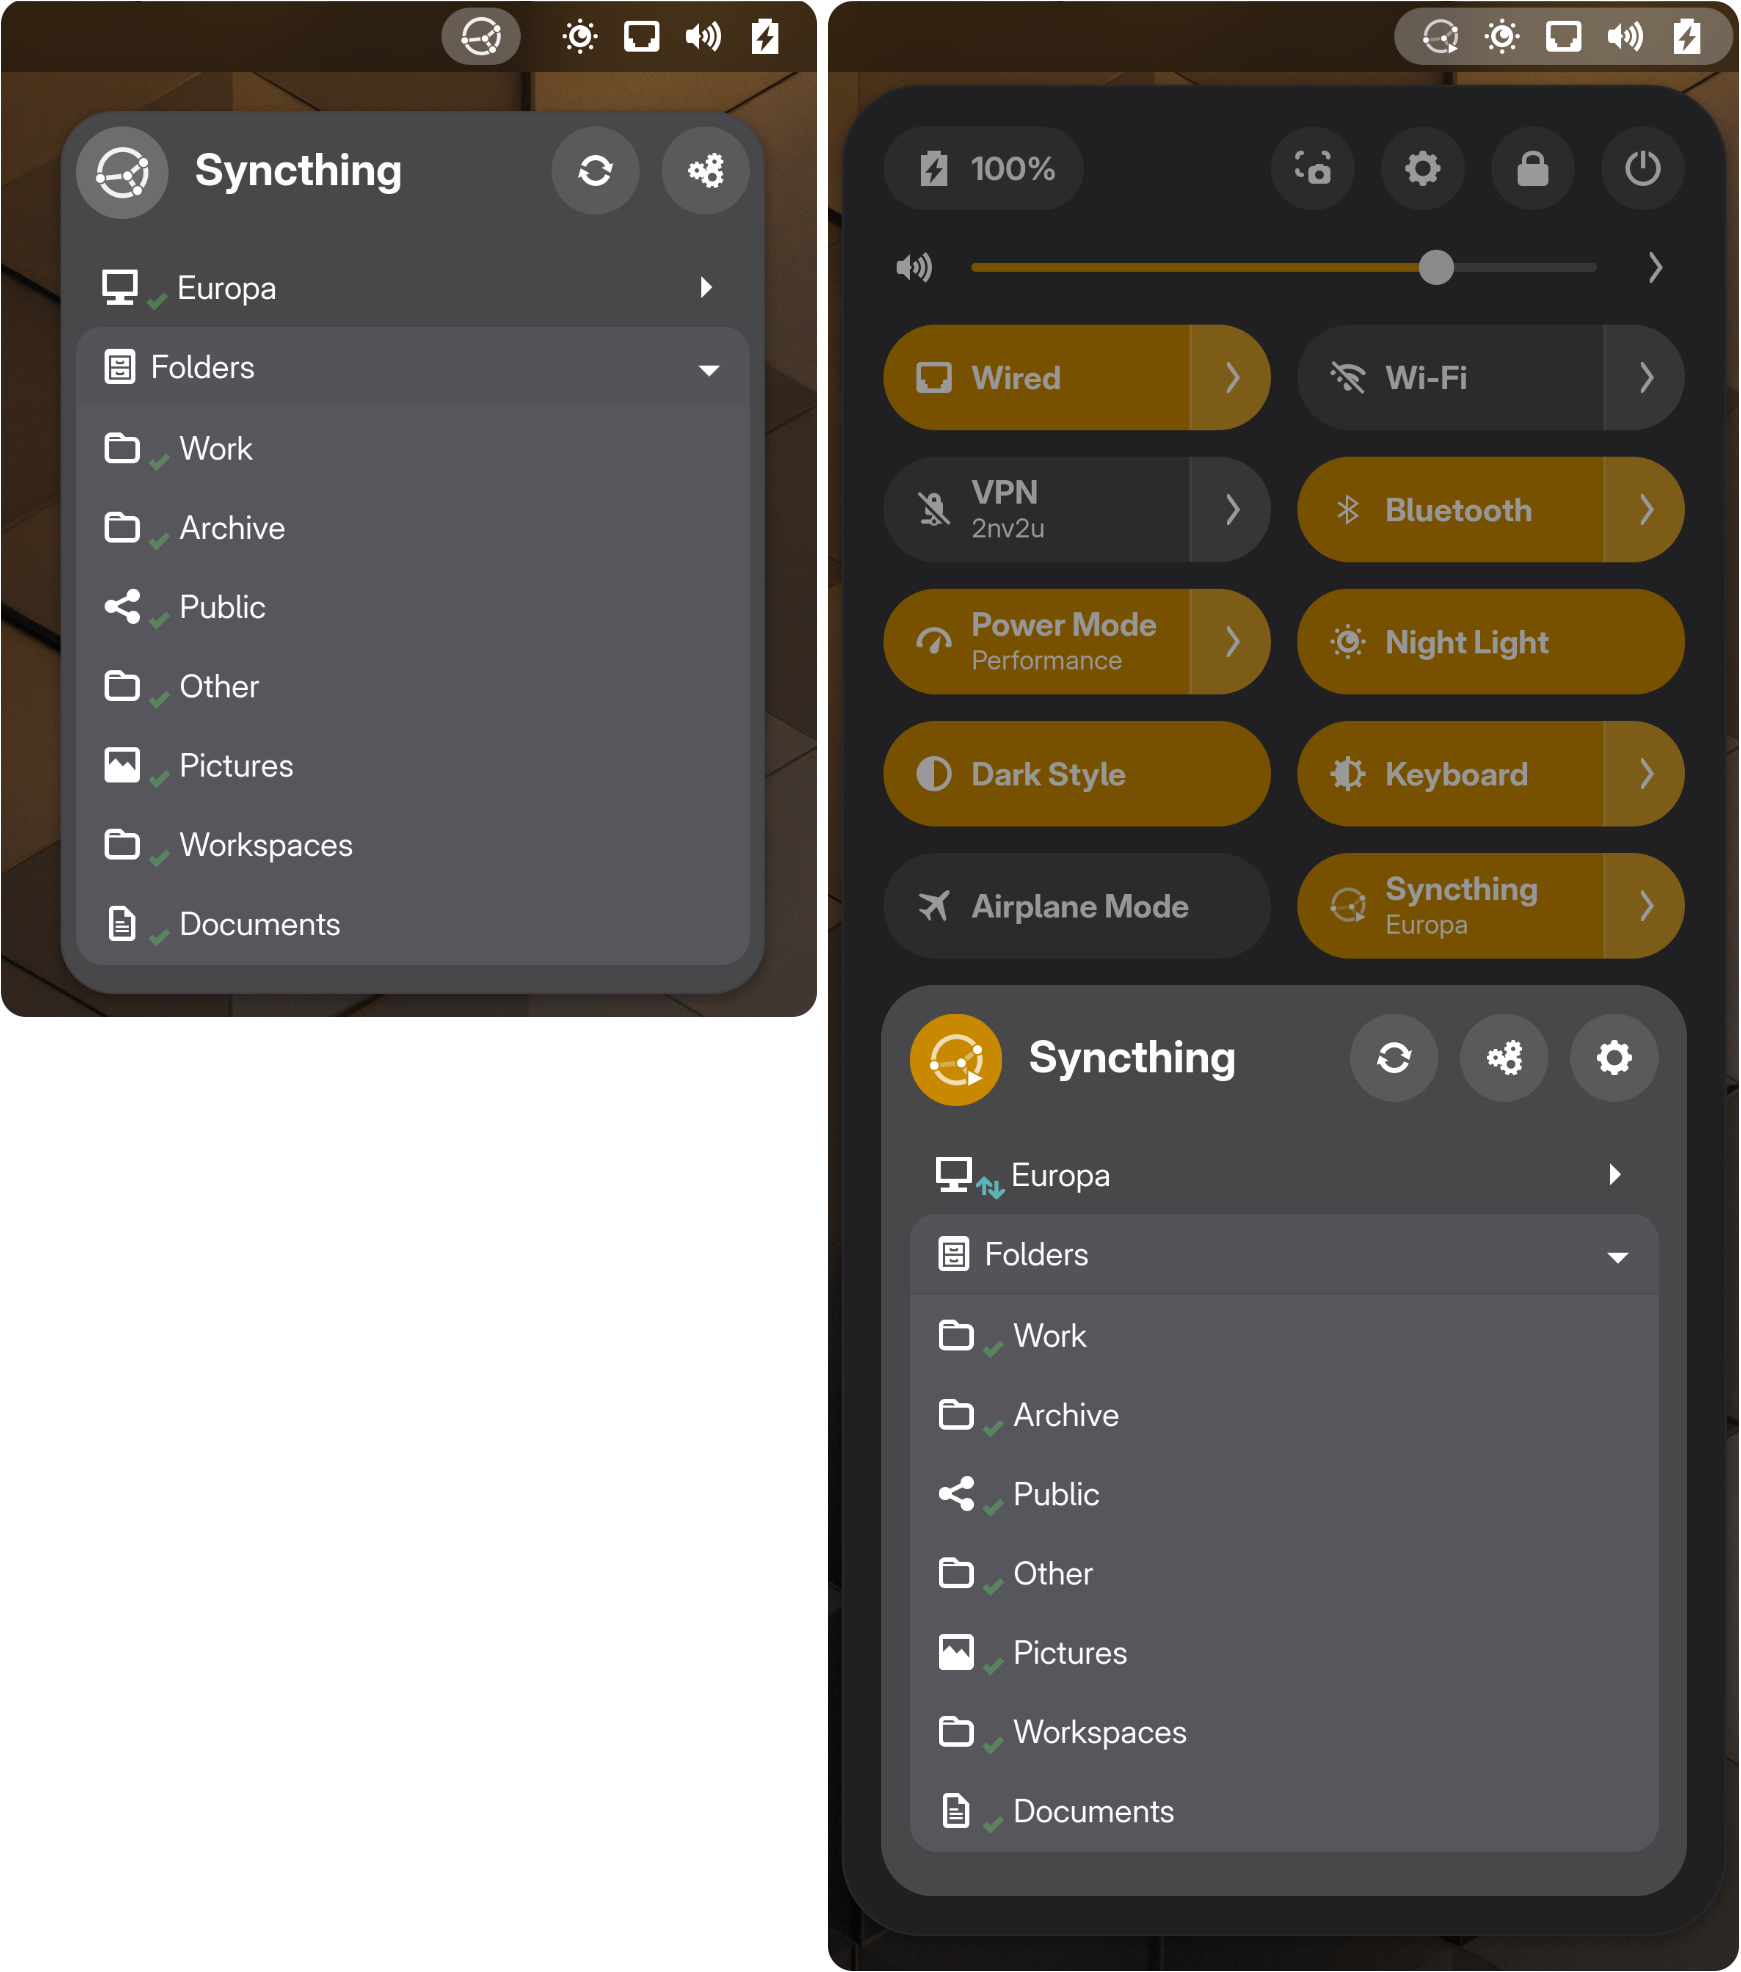 Syncthing
Europa
Folders
Work
Archive
Public
Other
Pictures
Workspaces
Documents
100%
Wired
Wi-Fi
VPN
2nv2u
Bluetooth
Power Mode
Performance
Night Light
Dark Style
Keyboard
Airplane Mode
Syncthing
Europa
Syncthing
Europa
Folders
Work
Archive
Public
Other
Pictures
Workspaces
Documents